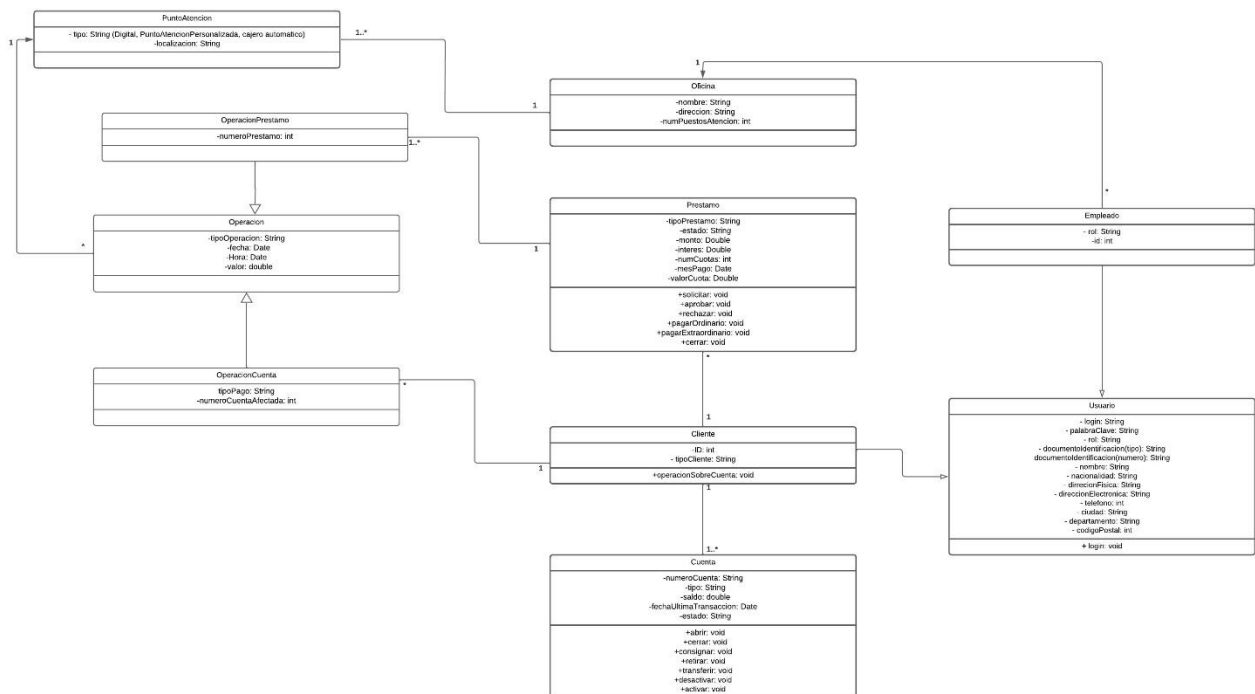 PuntoAtencion
- tipo: String (Digital, PuntoAtencionPersonalizada, cajero automatico)
-localizacion: String
1
1..*
1
1
Oficina
-nombre: String
-direccion: String
-numPuestosAtencion: int
OperacionPrestamo
-numeroPrestamo: int
1..*
Operacion
-tipoOperacion: String
-fecha: Date
-Hora: Date
-valor: double
*
1
Prestamo
-tipoPrestamo: String
-estado: String
-monto: Double
-interes: Double
-numCuotas: int
-mesPago: Date
-valorCuota: Double
+solicitar: void
+aprobar: void
+rechazar: void
+pagarOrdinario: void
+pagarExtraordinario: void
+cerrar: void
*
Empleado
- rol: String
-id: int
OperacionCuenta
tipoPago: String
-numeroCuentaAfectada: int
*
*
1
1
Cliente
-ID: int
- tipoCliente: String
+operacionSobreCuenta: void
1
Usuario
- login: String
- palabraClave: String
- rol: String
- documentoIdentificacion(tipo): String
documentoIdentificacion(numero): String
- nombre: String
- nacionalidad: String
- dirrecionFisica: String
- direccionElectronica: String
- telefono: int
ciudad: String
- departamento: String
- codigoPostal: int
+ login: void
1..*
Cuenta
-numeroCuenta: String
-tipo: String
-saldo: double
-fechaUltimaTransaccion: Date
-estado: String
+abrir: void
+cerrar: void
+consignar: void
+retirar: void
+transferir: void
+desactivar: void
+activar: void